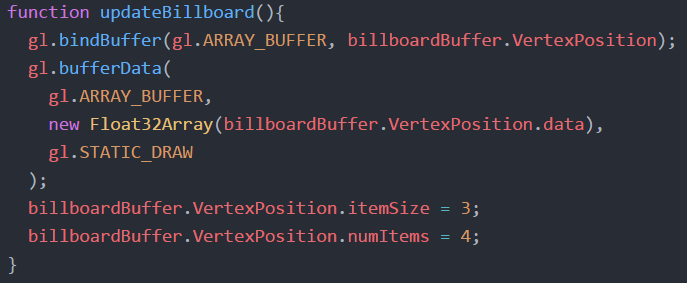 function updateBillboard(){
  gl.bindBuffer(gl.ARRAY_BUFFER, billboardBuffer.VertexPosition);
  gl.bufferData(
    gl.ARRAY_BUFFER,
    new Float32Array(billboardBuffer.VertexPosition.data),
    gl.STATIC_DRAW
  );
  billboardBuffer.VertexPosition.itemSize = 3;
  billboardBuffer.VertexPosition.numItems = 4;
}